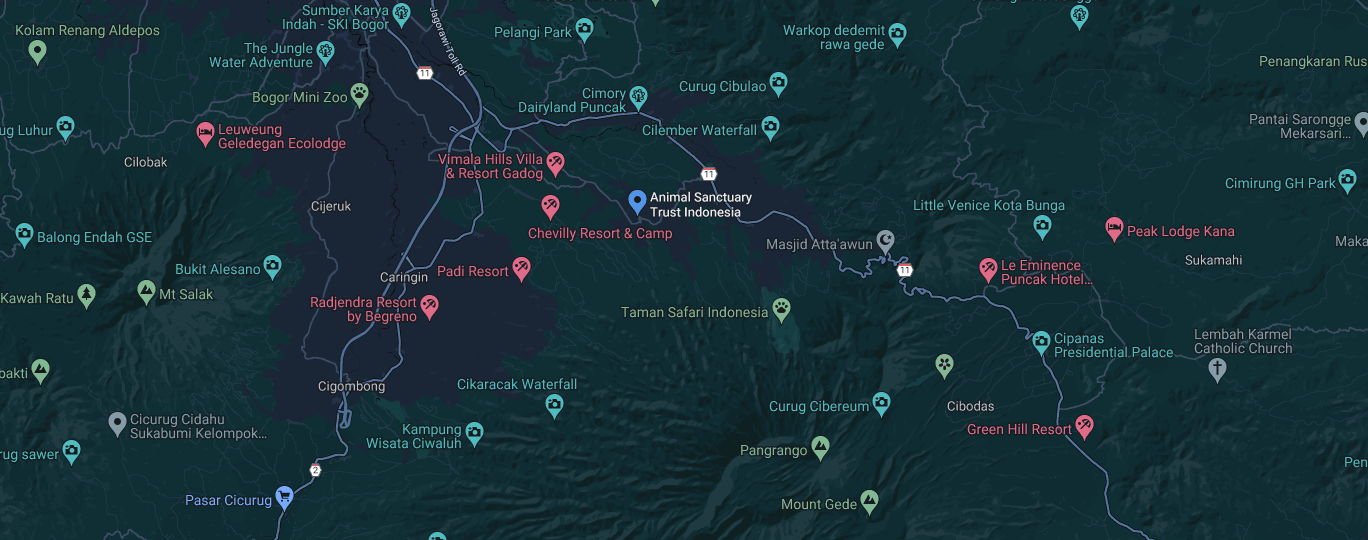 Sumber Karya
Indah - SKI Bogor
Jagorawi Toll Rd
Kolam Renang Aldepos
Pelangi Park
Warkop dedemit
rawa gede
The Jungle
Water Adventure
11
Penangkaran Rus
Bogor Mini Zoo
Cimory
Dairyland Puncak
Curug Cibulao
ug Luhur
Leuweung
Geledegan Ecolodge
Cilember Waterfall
Pantai Sarongge
Mekarsari...
Cilobak
Vimala Hills Villa
& Resort Gadog
11
Cimirung GH Park
Cijeruk
Animal Sanctuary
Trust Indonesia
Little Venice Kota Bunga
Balong Endah GSE
Chevilly Resort & Camp
Masjid Atta'awun
Peak Lodge Kana
Maka
Bukit Alesano
Caringin
Padi Resort
11
Le Eminence
Puncak Hotel...
Sukamahi
Kawah Ratu
Mt Salak
Radjendra Resort
by Begreno
Taman Safari Indonesia
Cipanas
Presidential Palace
Lembah Karmel
Catholic Church
bakti
Cigombong
Cikaracak Waterfall
Curug Cibereum
Cibodas
Cicurug Cidahu
Sukabumi Kelompok...
Kampung
Wisata Ciwaluh
Green Hill Resort
rug sawer
Pangrango
2
Pen
Pasar Cicurug
Mount Gede